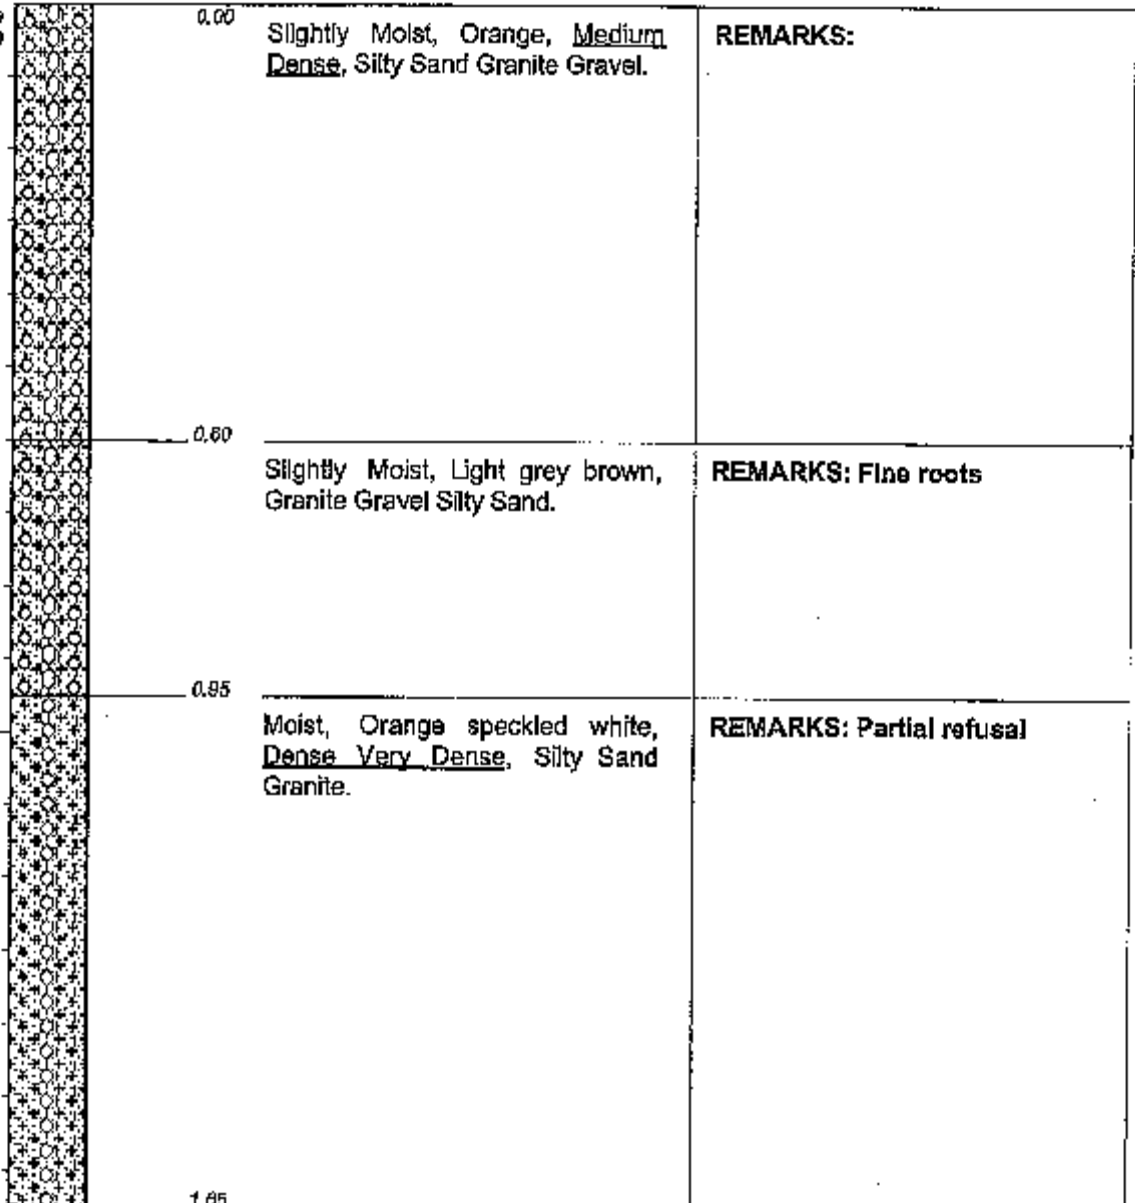 0.00
Slightly Moist, Orange, Medium
Dense, Silty Sand Granite Gravel.
REMARKS:
0.60
Slightly Moist, Light grey brown,
Granite Gravel Silty Sand.
REMARKS: Fine roots
0.95
Moist, Orange speckled white,
Dense Very Dense, Silty Sand
Granite.
REMARKS: Partial refusal